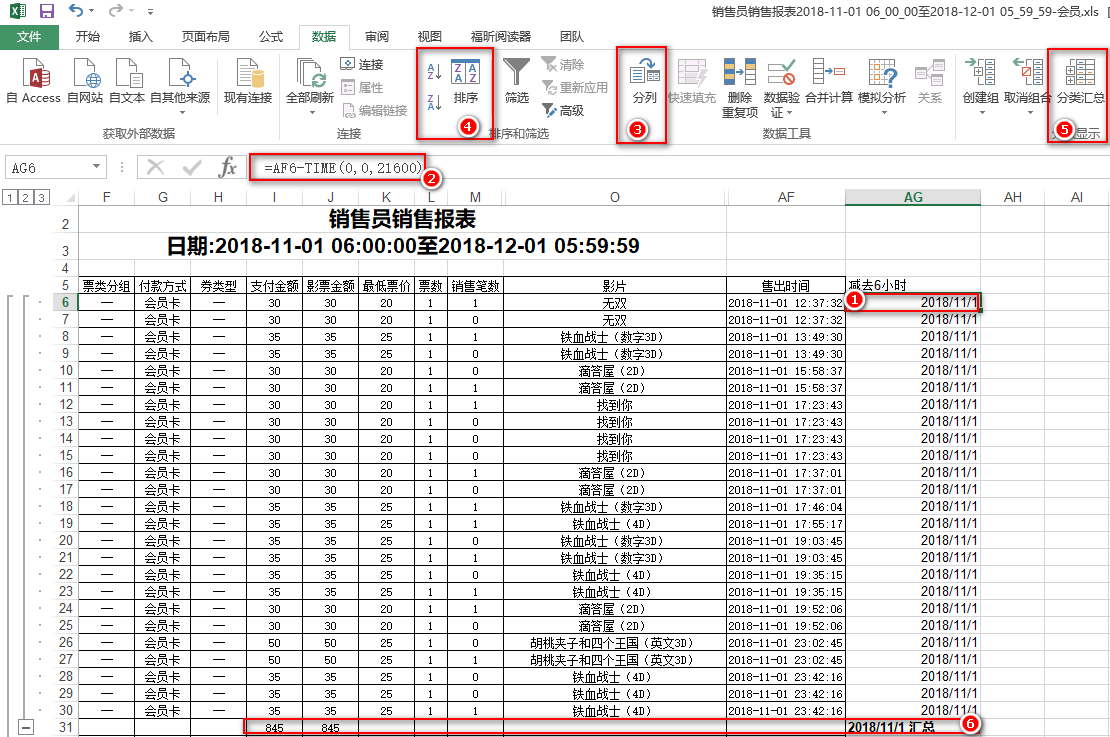 销售员销售报表2018-11-01 06_00_00至2018-12-01 05_59_59-会员.xls
文件 开始 插入 页面布局 公式 数据 审阅 视图 福昕阅读器 团队
自 Access 自网站 自文本 自其他来源 现有连接 全部刷新 连接 属性 编辑链接 排序 筛选 清除 重新应用 高级 分列 快速填充 删除重复项 数据验证 合并计算 模拟分析 关系 创建组 取消组合 分类汇总
获取外部数据 连接 排序和筛选 数据工具 显示
4 3 5
AG6 fx =AF6-TIME(0,0,21600) 2
1 2 3 F G H I J K L M O AF AG AH AI
2 销售员销售报表
3 日期:2018-11-01 06:00:00至2018-12-01 05:59:59
4
5 票类分组 付款方式 券类型 支付金额 影票金额 最低票价 票数 销售笔数 影片 售出时间 减去6小时
6 — 会员卡 — 30 30 20 1 1 无双 2018-11-01 12:37:32 1 2018/11/1
7 — 会员卡 — 30 30 20 1 0 无双 2018-11-01 12:37:32 2018/11/1
8 — 会员卡 — 35 35 25 1 1 铁血战士（数字3D） 2018-11-01 13:49:30 2018/11/1
9 — 会员卡 — 35 35 25 1 0 铁血战士（数字3D） 2018-11-01 13:49:30 2018/11/1
10 — 会员卡 — 30 30 20 1 0 滴答屋（2D） 2018-11-01 15:58:37 2018/11/1
11 — 会员卡 — 30 30 20 1 1 滴答屋（2D） 2018-11-01 15:58:37 2018/11/1
12 — 会员卡 — 30 30 20 1 1 找到你 2018-11-01 17:23:43 2018/11/1
13 — 会员卡 — 30 30 20 1 0 找到你 2018-11-01 17:23:43 2018/11/1
14 — 会员卡 — 30 30 20 1 0 找到你 2018-11-01 17:23:43 2018/11/1
15 — 会员卡 — 30 30 20 1 0 找到你 2018-11-01 17:23:43 2018/11/1
16 — 会员卡 — 30 30 20 1 1 滴答屋（2D） 2018-11-01 17:37:01 2018/11/1
17 — 会员卡 — 30 30 20 1 0 滴答屋（2D） 2018-11-01 17:37:01 2018/11/1
18 — 会员卡 — 35 35 25 1 1 铁血战士（数字3D） 2018-11-01 17:46:04 2018/11/1
19 — 会员卡 — 35 35 25 1 1 铁血战士（4D） 2018-11-01 17:55:17 2018/11/1
20 — 会员卡 — 35 35 25 1 0 铁血战士（数字3D） 2018-11-01 19:03:45 2018/11/1
21 — 会员卡 — 35 35 25 1 1 铁血战士（数字3D） 2018-11-01 19:03:45 2018/11/1
22 — 会员卡 — 35 35 25 1 0 铁血战士（4D） 2018-11-01 19:35:15 2018/11/1
23 — 会员卡 — 35 35 25 1 1 铁血战士（4D） 2018-11-01 19:35:15 2018/11/1
24 — 会员卡 — 30 30 20 1 1 滴答屋（2D） 2018-11-01 19:52:06 2018/11/1
25 — 会员卡 — 30 30 20 1 0 滴答屋（2D） 2018-11-01 19:52:06 2018/11/1
26 — 会员卡 — 50 50 25 1 0 胡桃夹子和四个王国（英文3D） 2018-11-01 23:02:45 2018/11/1
27 — 会员卡 — 50 50 25 1 1 胡桃夹子和四个王国（英文3D） 2018-11-01 23:02:45 2018/11/1
28 — 会员卡 — 35 35 25 1 1 铁血战士（4D） 2018-11-01 23:42:16 2018/11/1
29 — 会员卡 — 35 35 25 1 0 铁血战士（4D） 2018-11-01 23:42:16 2018/11/1
30 — 会员卡 — 35 35 25 1 1 铁血战士（4D） 2018-11-01 23:42:16 2018/11/1
31 845 845 2018/11/1 汇总 6